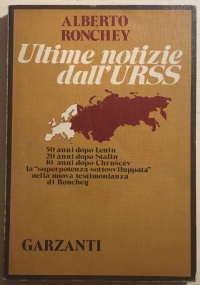 ALBERTO
RONCHEY
Ultime notizie
dall'URSS
50 anni dopo Lenin
20 anni dopo Stalin
10 anni dopo Chruscëv
la "superpotenza sottosviluppata"
nella nuova testimonianza
di Ronchey
GARZANTI